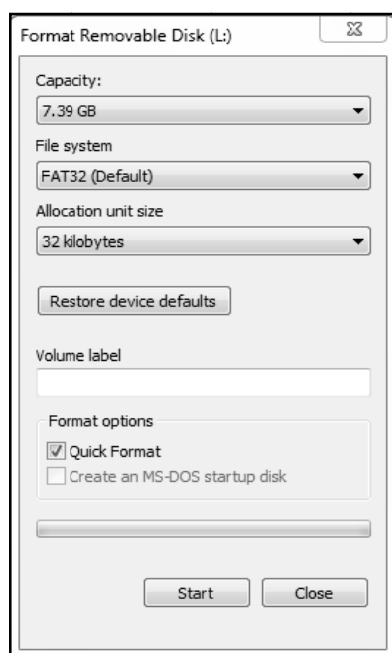 Format Removable Disk (L:)
Capacity:
7.39 GB
File system
FAT32 (Default)
Allocation unit size
32 kilobytes
Restore device defaults
Volume label
Format options
Quick Format
Create an MS-DOS startup disk
Start Close